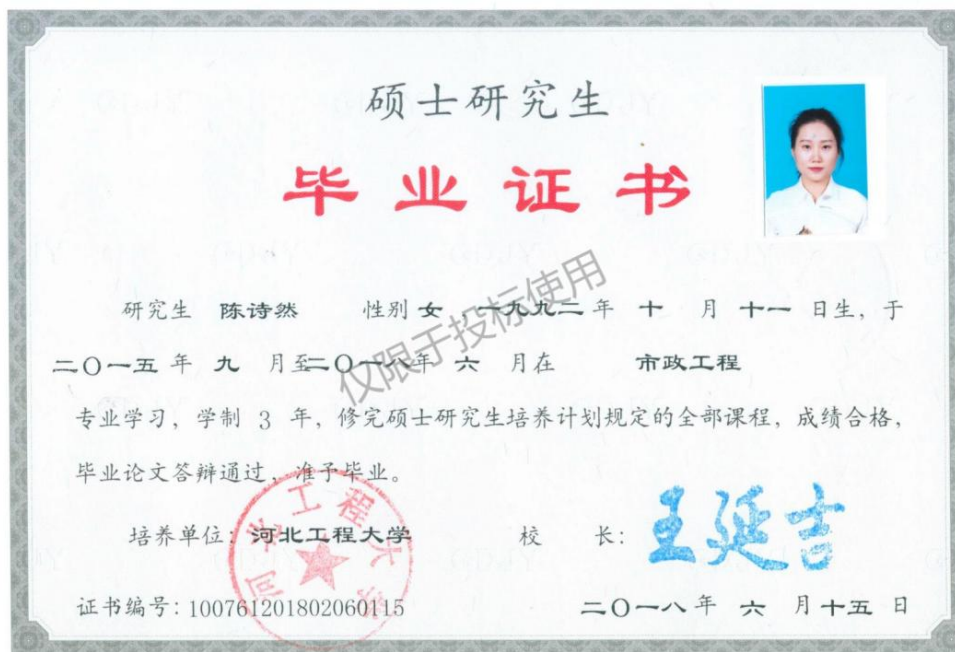 硕士研究生
毕业证书
研究生 陈诗然 性别 女，一九九二 年 十 月 十一 日生，于
二〇一五 年 九 月至二〇一八年 六 月在 市政工程
专业学习，学制 3 年，修完硕士研究生培养计划规定的全部课程，成绩合格，
毕业论文答辩通过，准予毕业。
培养单位：河北工程大学 校 长：王延吉
证书编号：100761201802060115 二〇一八 年 六 月十五 日
仅限于投标使用
河北工程大学